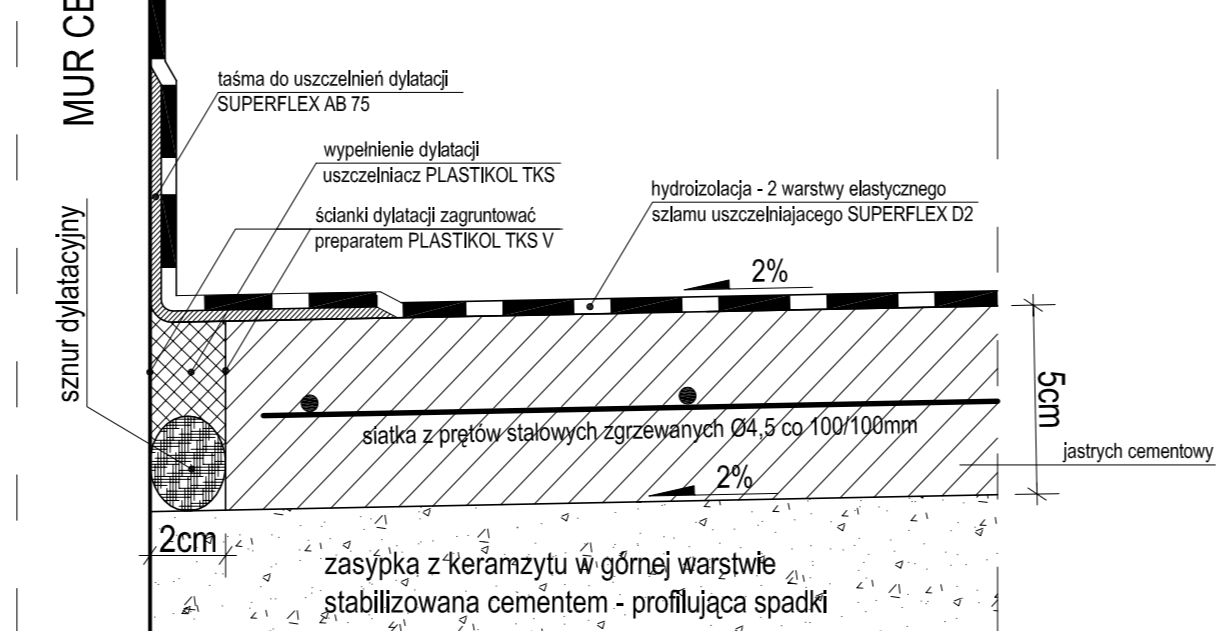 MUR
taśma do uszczelnień dylatacji
SUPERFLEX AB 75
wypełnienie dylatacji
uszczelniacz PLASTIKOL TKS
ścianki dylatacji zagruntować
preparatem PLASTIKOL TKS V
hydroizolacja - 2 warstwy elastycznego
szlamu uszczelniajacego SUPERFLEX D2
sznur dylatacyjny
2%
5cm
siatka z prętów stalowych zgrzewanych Ø4,5 co 100/100mm
jastrych cementowy
2%
2cm
zasypka z keramzytu w górnej warstwie
stabilizowana cementem - profilująca spadki